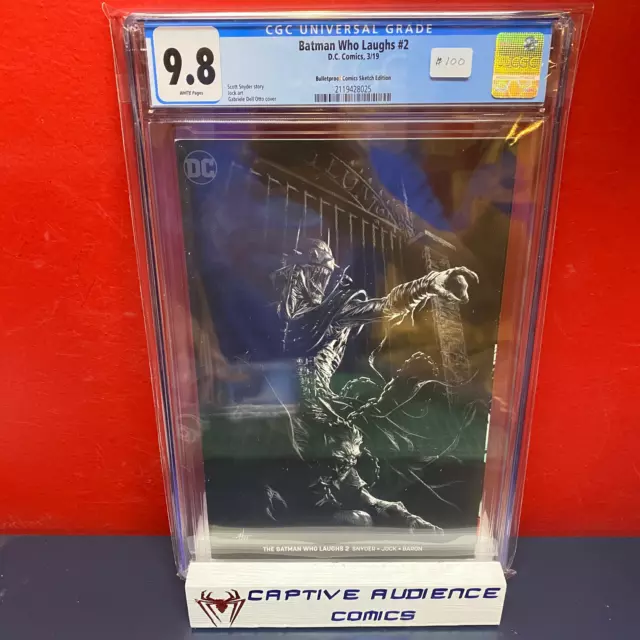 CGC UNIVERSAL GRADE
9.8
WHITE Pages
Batman Who Laughs #2
D.C. Comics, 3/19
Bulletproof Comics Sketch Edition
2119428025
Scott Snyder story
Jock art
Gabriele Dell Otto cover
#100
CGC
DC
THE BATMAN WHO LAUGHS 2 SNYDER • JOCK • BARON
CAPTIVE AUDIENCE
COMICS